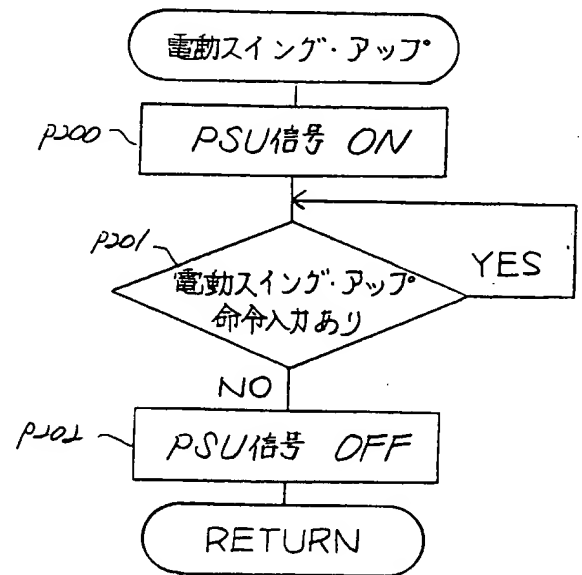 電動スイング・アップ
P200
PSU信号 ON
P201
電動スイング・アップ
命令入力あり
YES
NO
P202
PSU信号 OFF
RETURN